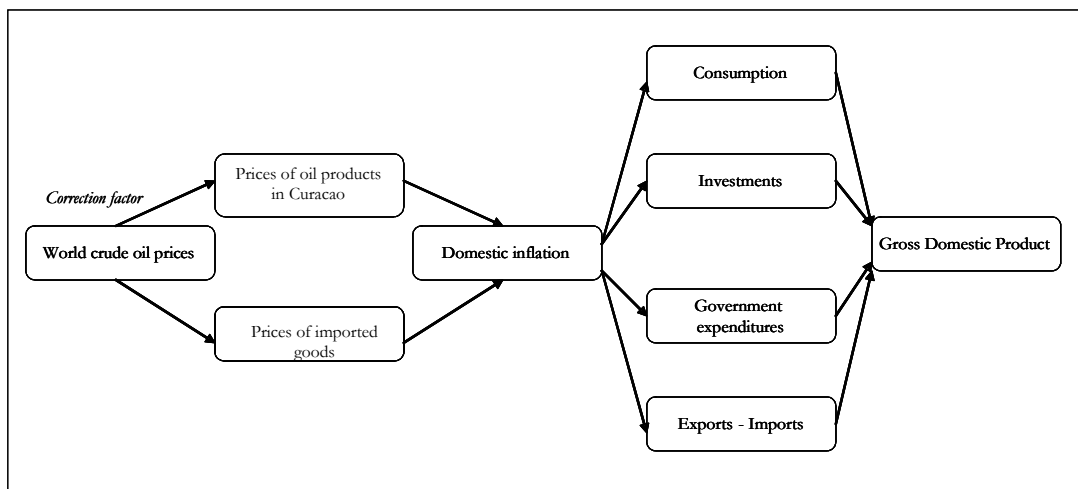 Correction factor
World crude oil prices
Prices of oil products
in Curacao
Prices of imported
goods
Domestic inflation
Consumption
Investments
Government
expenditures
Exports - Imports
Gross Domestic Product